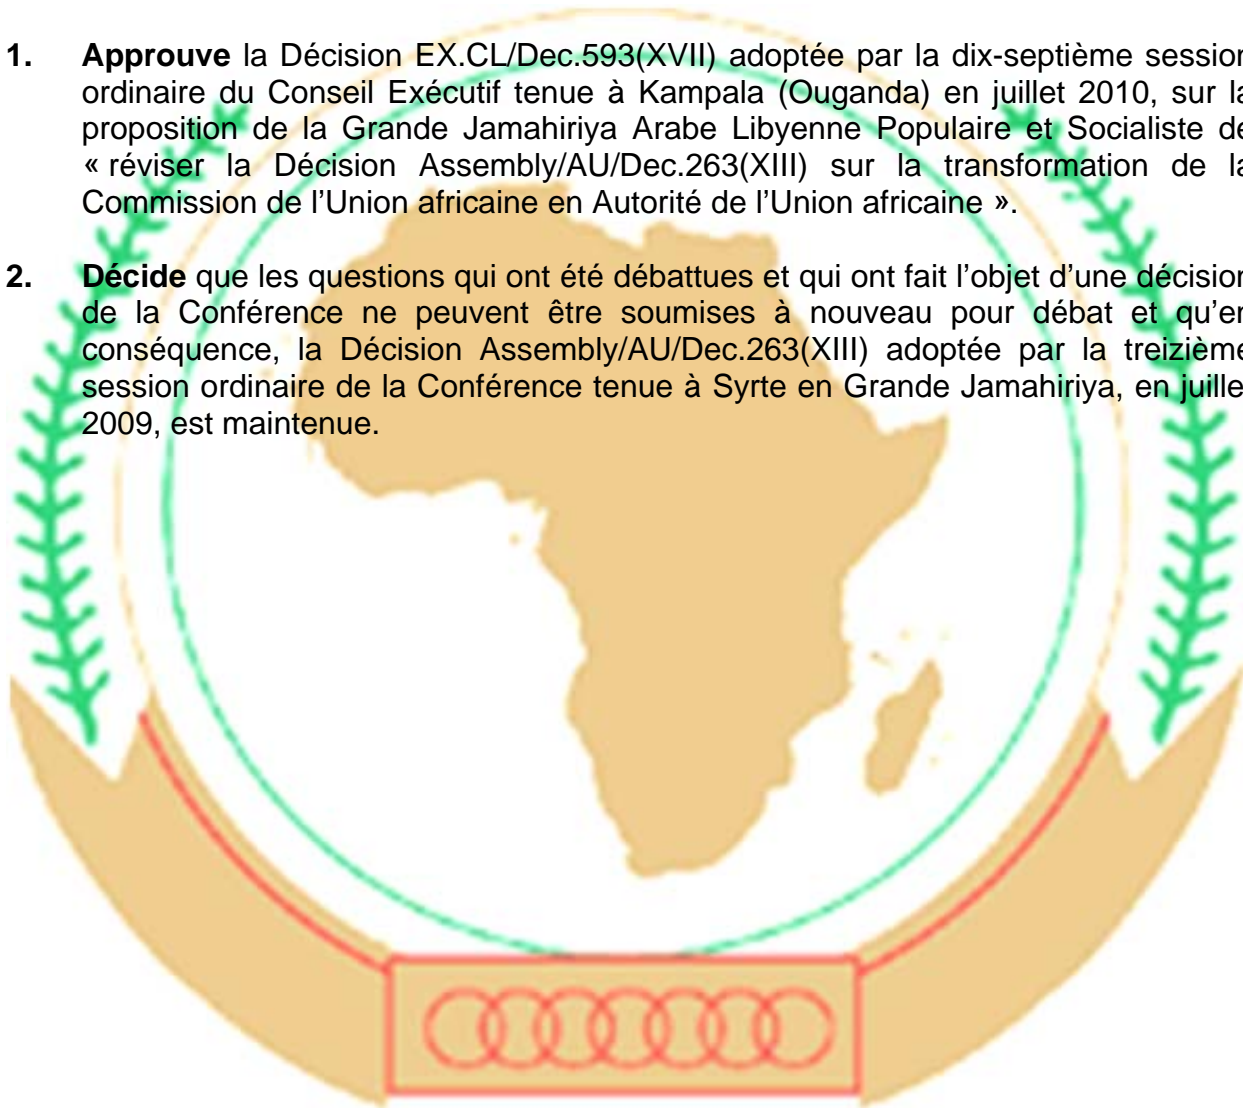 1. Approuve la Décision EX.CL/Dec.593(XVII) adoptée par la dix-septième session
ordinaire du Conseil Exécutif tenue à Kampala (Ouganda) en juillet 2010, sur la
proposition de la Grande Jamahiriya Arabe Libyenne Populaire et Socialiste de
« réviser la Décision Assembly/AU/Dec.263(XIII) sur la transformation de la
Commission de l’Union africaine en Autorité de l’Union africaine ».
2. Décide que les questions qui ont été débattues et qui ont fait l’objet d’une décision
de la Conférence ne peuvent être soumises à nouveau pour débat et qu’en
conséquence, la Décision Assembly/AU/Dec.263(XIII) adoptée par la treizième
session ordinaire de la Conférence tenue à Syrte en Grande Jamahiriya, en juillet
2009, est maintenue.